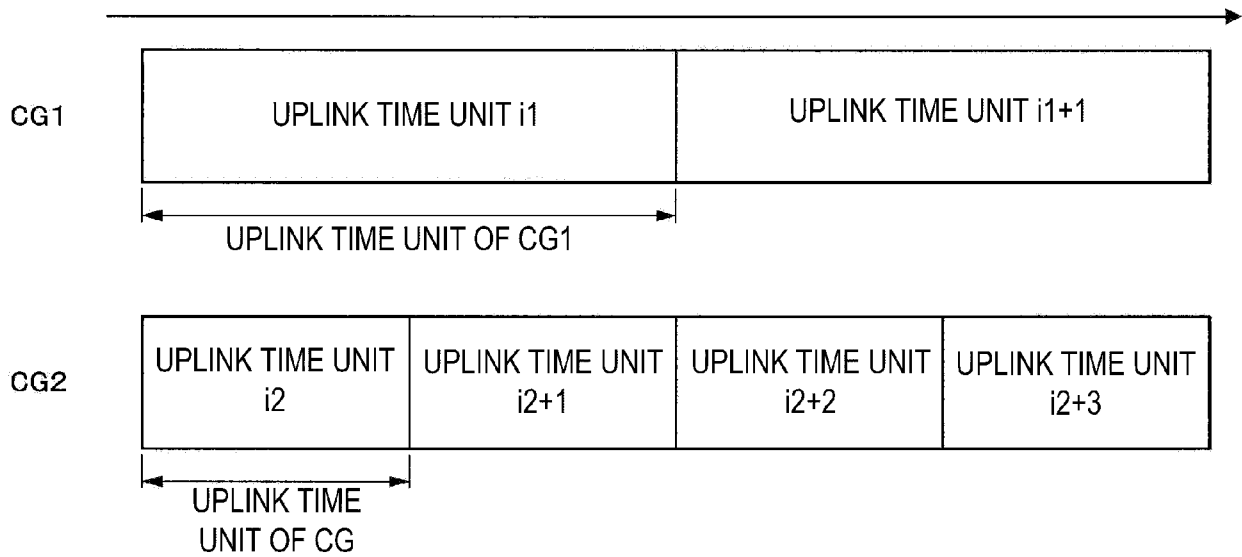 CG1
UPLINK TIME UNIT i1
UPLINK TIME UNIT i1+1
UPLINK TIME UNIT OF CG1
CG2
UPLINK TIME UNIT
i2
UPLINK TIME UNIT
i2+1
UPLINK TIME UNIT
i2+2
UPLINK TIME UNIT
i2+3
UPLINK TIME
UNIT OF CG